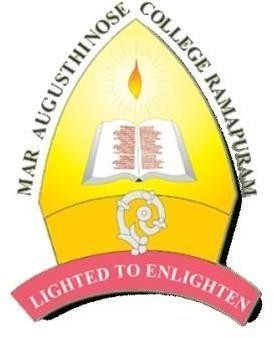 MAR AUGUSTHINOSE COLLEGE RAMAPURAM
LIGHTED TO ENLIGHTEN